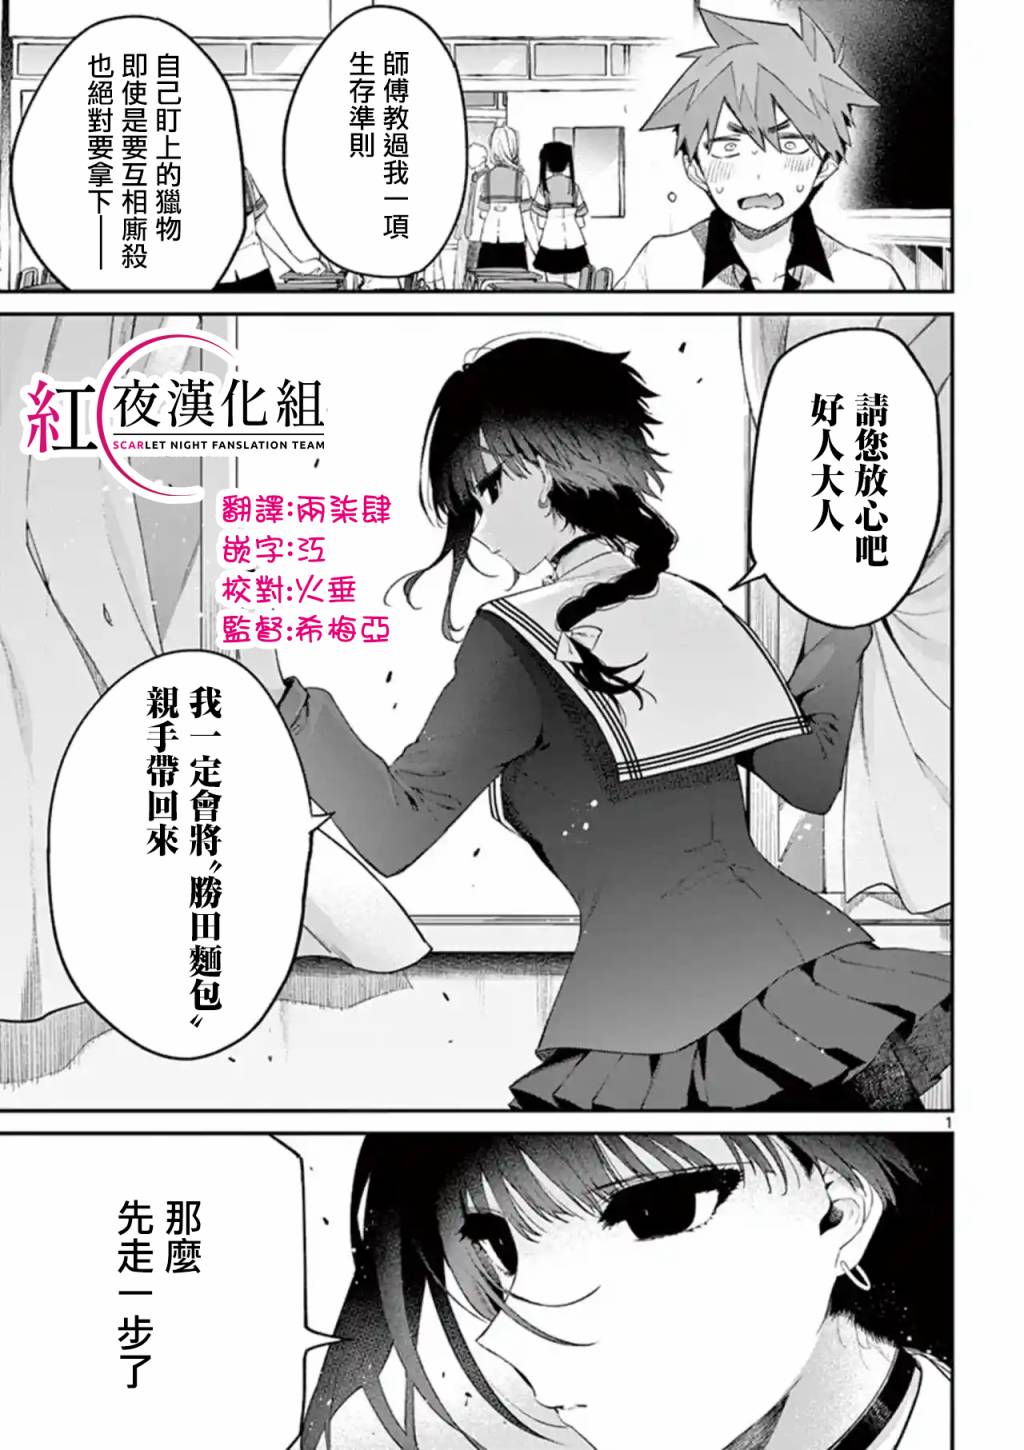 師傅教過我一項
生存準則
自己盯上的獵物
即使是要互相廝殺
也絕對要拿下——
請您放心吧
好人大人
紅夜漢化組
SCARLET NIGHT FANSLATION TEAM
翻譯:兩柒肆
嵌字:江
校對:火垂
監督:希梅亞
我一定會將〝勝田麵包〟
親手帶回來
1
那麼
先走一步了